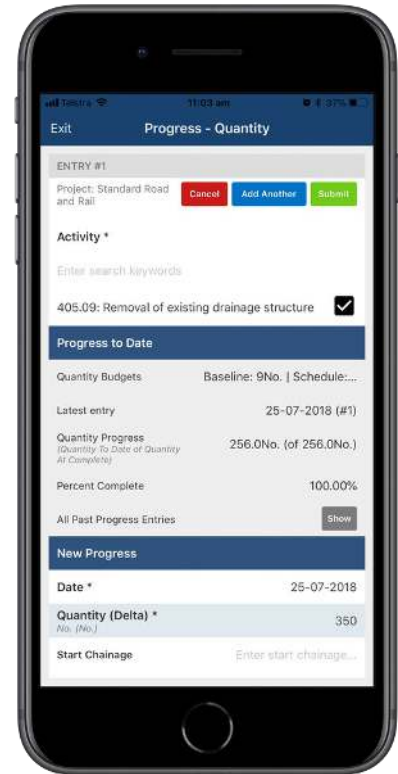 Telstra 11:03 am 37%
Exit Progress - Quantity
ENTRY #1
Project: Standard Road
and Rail
Cancel Add Another Submit
Activity *
Enter search keywords
405.09: Removal of existing drainage structure
Progress to Date
Quantity Budgets Baseline: 9No. | Schedule:...
Latest entry 25-07-2018 (#1)
Quantity Progress 256.0No. (of 256.0No.)
(Quantity To Date of Quantity
At Complete)
Percent Complete 100.00%
All Past Progress Entries Show
New Progress
Date * 25-07-2018
Quantity (Delta) * 350
No. (No.)
Start Chainage Enter start chainage...